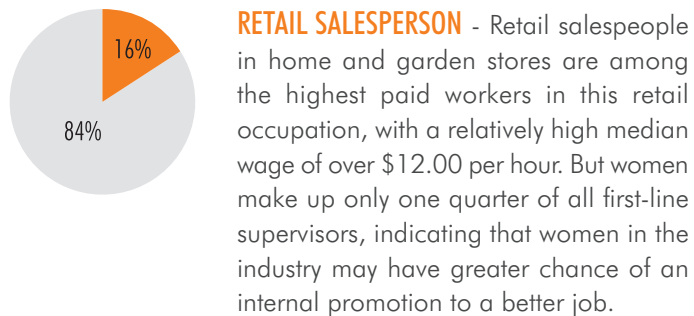 16%
84%
RETAIL SALESPERSON - Retail salespeople
in home and garden stores are among
the highest paid workers in this retail
occupation, with a relatively high median
wage of over $12.00 per hour. But women
make up only one quarter of all first-line
supervisors, indicating that women in the
industry may have greater chance of an
internal promotion to a better job.